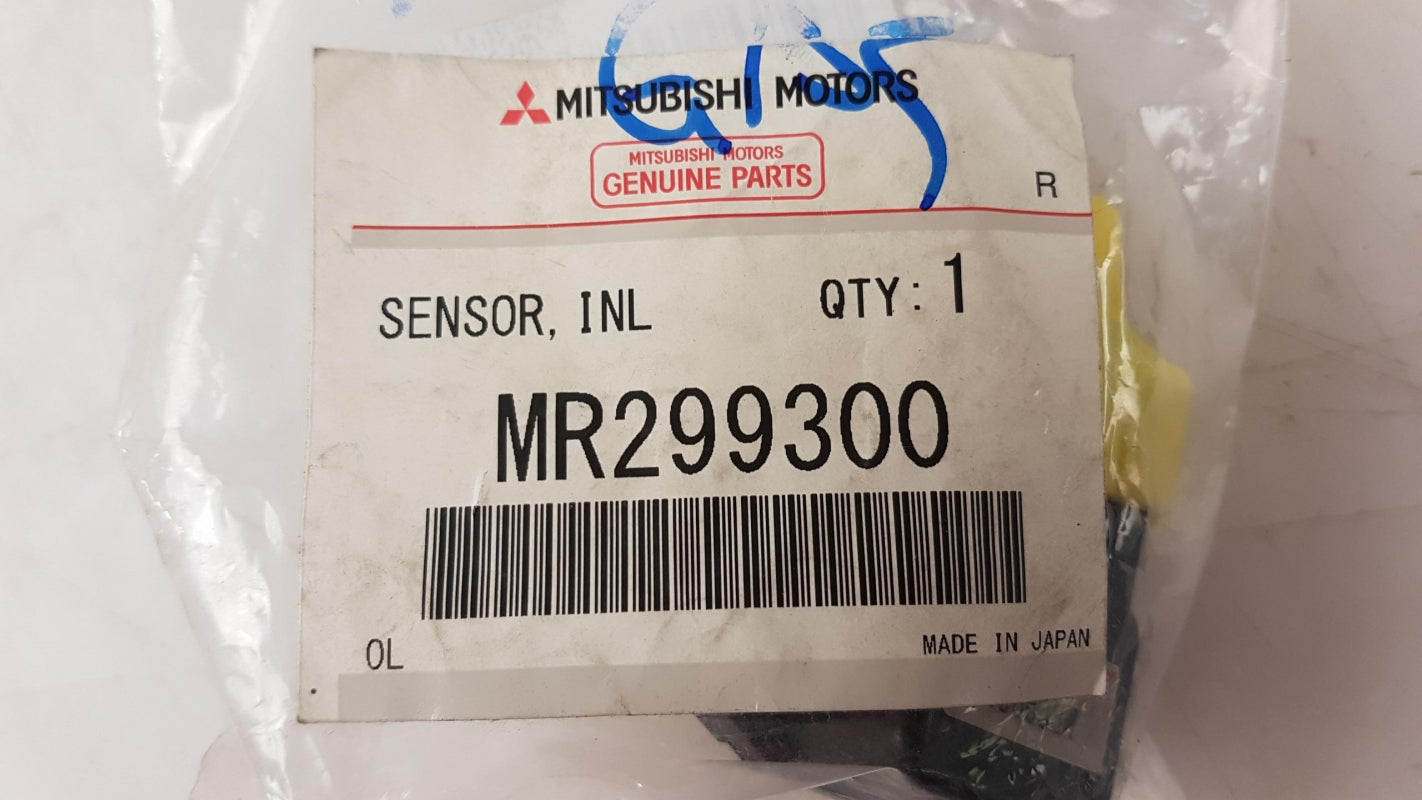 MITSUBISHI MOTORS
MITSUBISHI MOTORS
GENUINE PARTS
R
SENSOR, INL QTY: 1
MR299300
OL MADE IN JAPAN